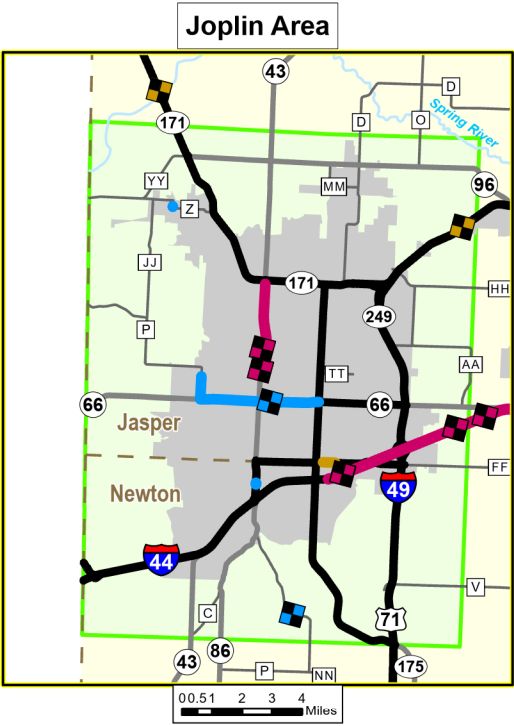 Joplin Area
43
D
Spring River
171
D
O
YY
MM
96
Z
JJ
171
HH
249
P
TT
AA
66
66
Jasper
FF
Newton
49
44
V
C
71
43
86
P
NN
175
0 0.5 1 2 3 4
Miles